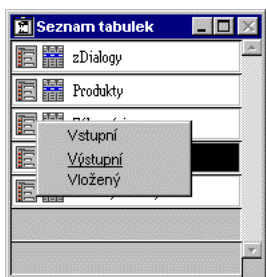 Seznam tabulek
zDialogy
Produkty
Vstupní
Výstupní
Vložený